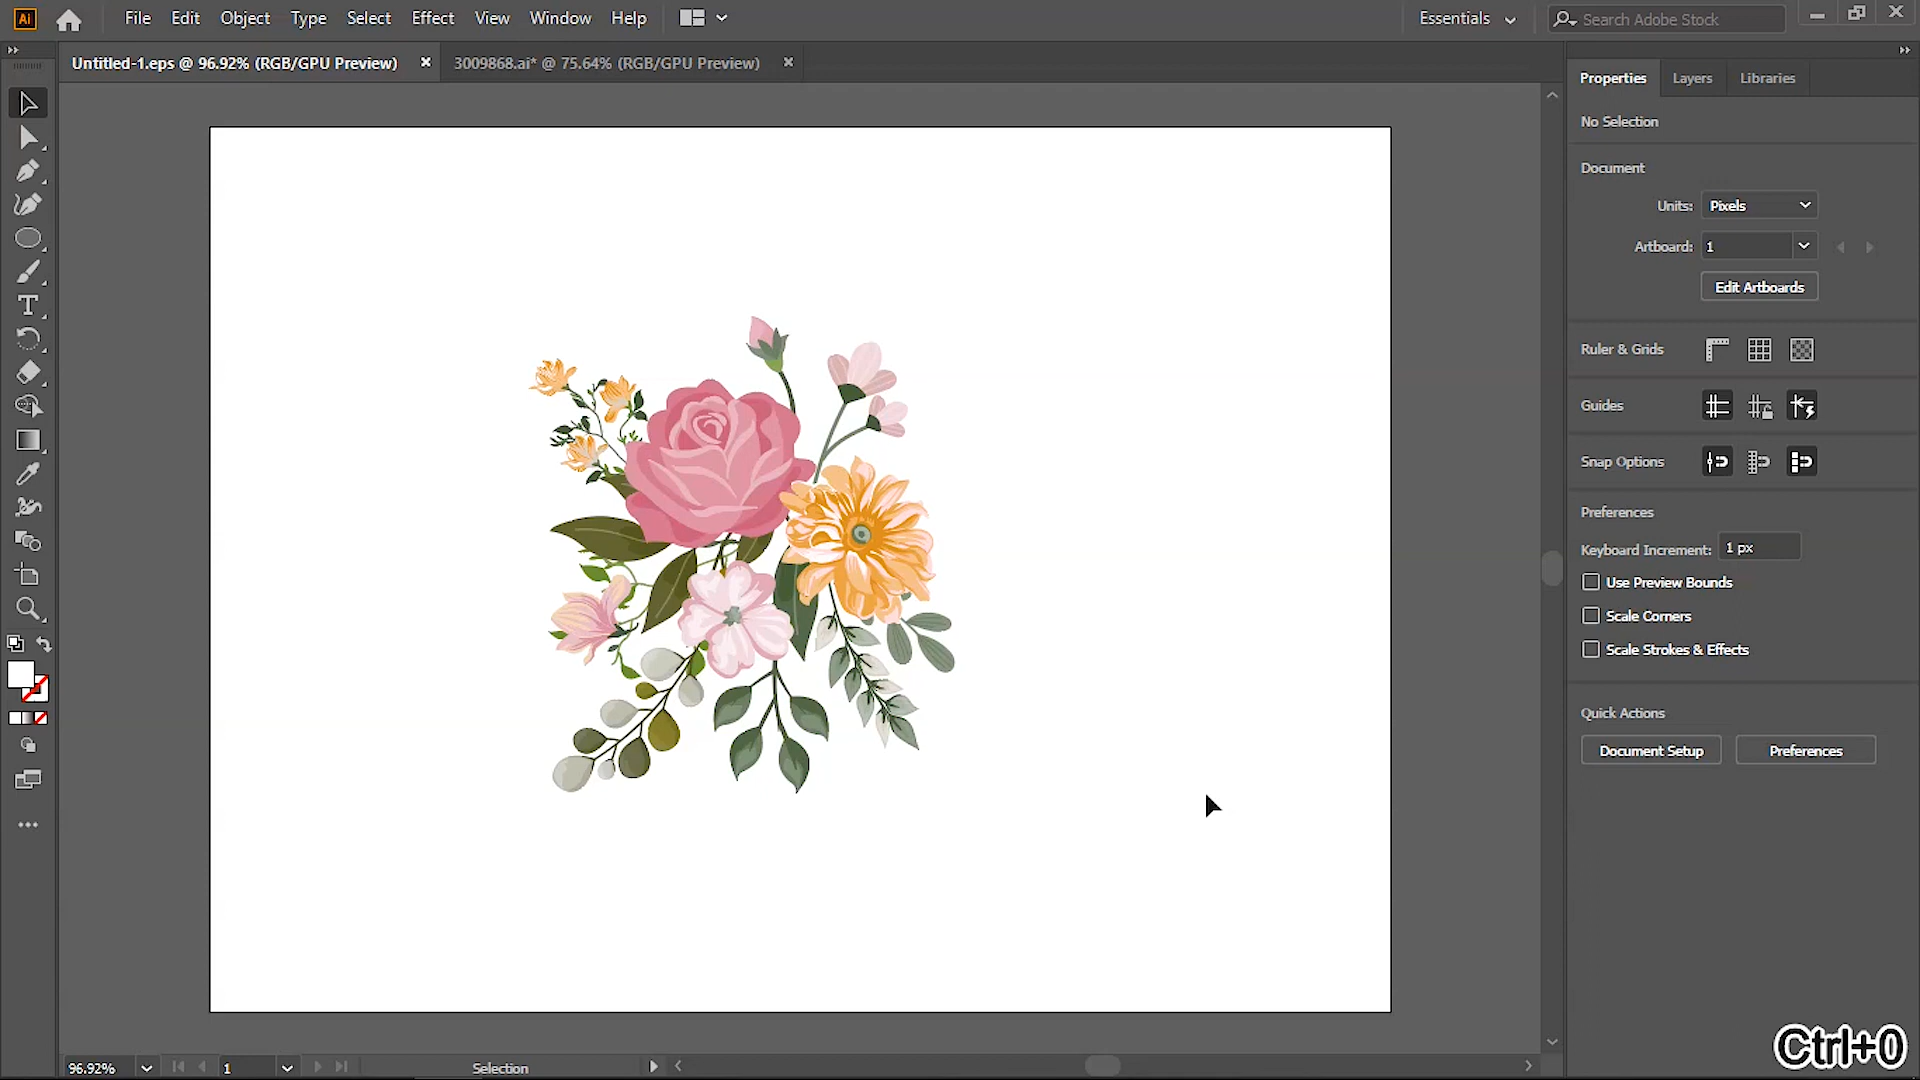 Ai File Edit Object Type Select Effect View Window Help Essentials Search Adobe Stock
Untitled-1.eps @ 96.92% (RGB/GPU Preview) 3009868.ai* @ 75.64% (RGB/GPU Preview)
Properties Layers Libraries
No Selection
Document
Units: Pixels
Artboard: 1
Edit Artboards
Ruler & Grids
Guides
Snap Options
Preferences
Keyboard Increment: 1 px
Use Preview Bounds
Scale Corners
Scale Strokes & Effects
Quick Actions
Document Setup Preferences
Ctrl+0
96.92% 1 Selection